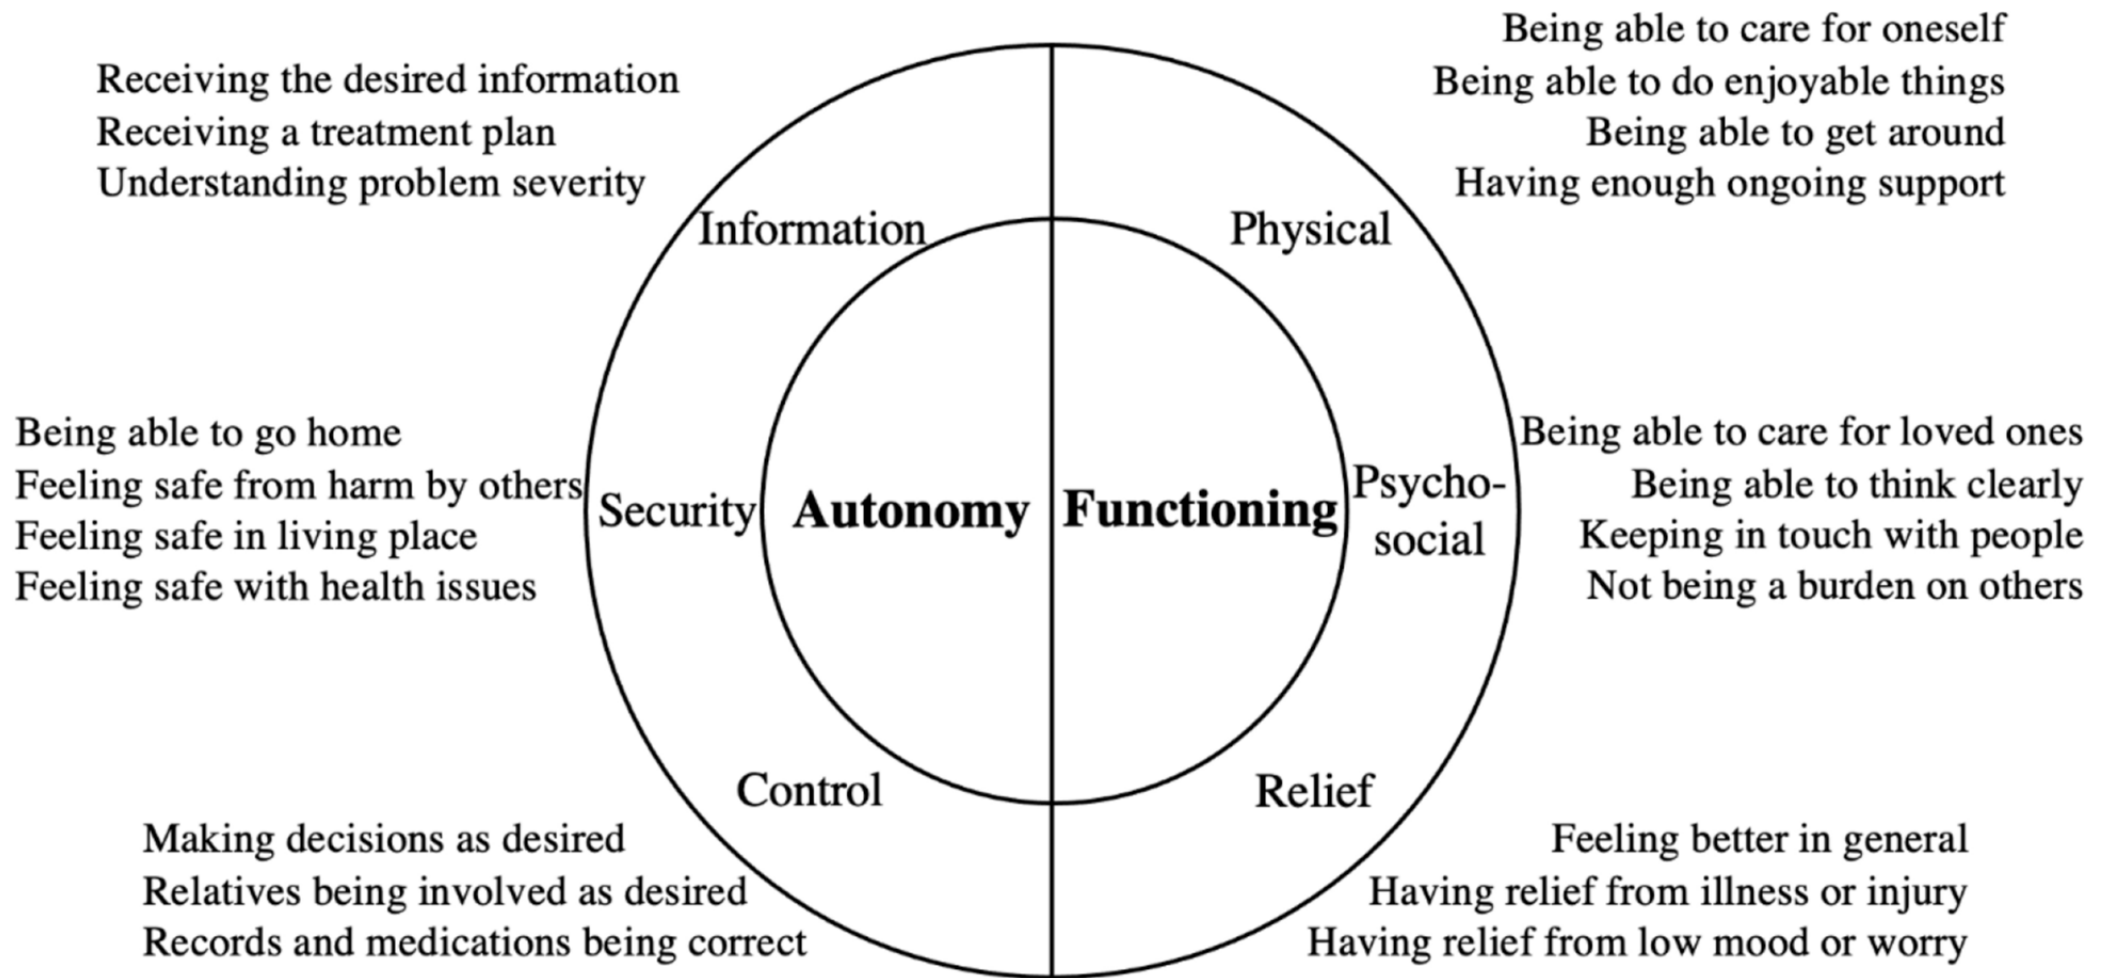 Receiving the desired information
Receiving a treatment plan
Understanding problem severity
Being able to care for oneself
Being able to do enjoyable things
Being able to get around
Having enough ongoing support
Information
Physical
Being able to go home
Feeling safe from harm by others
Feeling safe in living place
Feeling safe with health issues
Security
Autonomy
Functioning
Psycho-
social
Being able to care for loved ones
Being able to think clearly
Keeping in touch with people
Not being a burden on others
Control
Relief
Making decisions as desired
Relatives being involved as desired
Records and medications being correct
Feeling better in general
Having relief from illness or injury
Having relief from low mood or worry